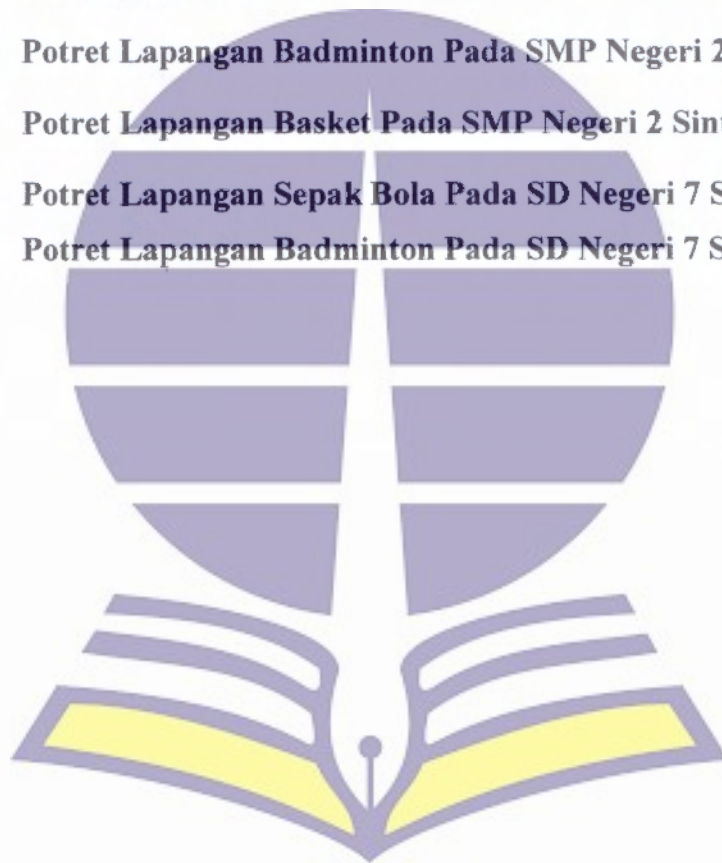 Potret Lapangan Badminton Pada SMP Negeri 2
Potret Lapangan Basket Pada SMP Negeri 2
Potret Lapangan Sepak Bola Pada SD Negeri 7
Potret Lapangan Badminton Pada SD Negeri 7